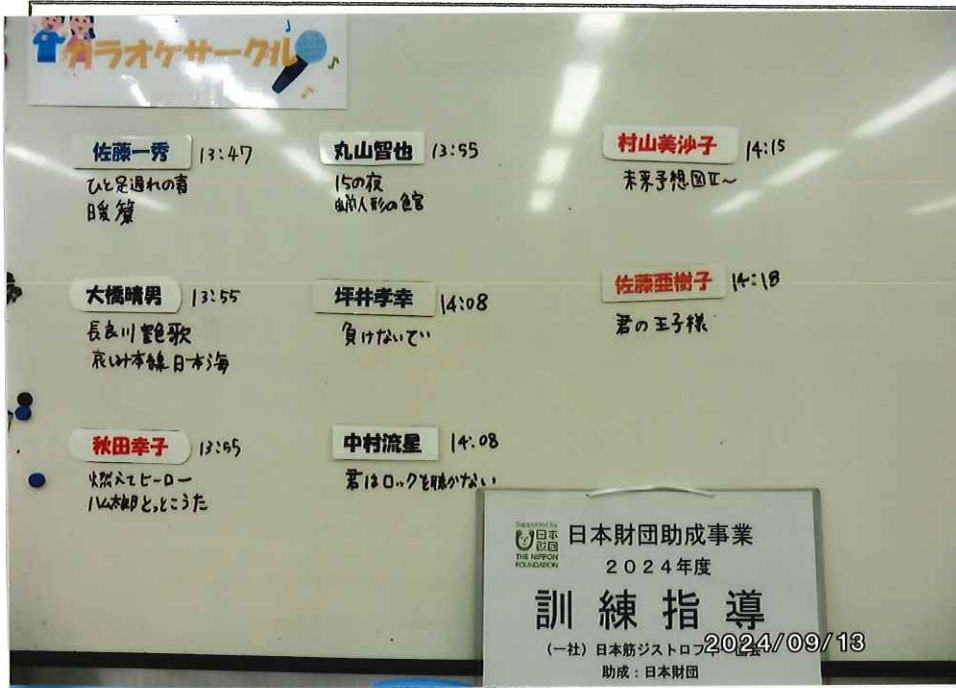 カラオケサークル
佐藤一秀 13:47
ひと足遅れの春
暖簾
丸山智也 13:55
15の夜
幽幻人形の
村山美沙子 14:15
未来予想図Ⅱ～
大橋晴男 13:55
長良川艶歌
哀しみ本線日本海
坪井孝幸 14:08
負けないで
佐藤亜樹子 14:18
君の王子様
秋田幸子 13:55
燃えてヒーロー
ハム太郎とっとこうた
中村流星 14:08
君はロックを聴かない
Supported by
日本財団
THE NIPPON
FOUNDATION
日本財団助成事業
2024年度
訓練指導
(一社)日本筋ジストロフィー協会
助成:日本財団
2024/09/13